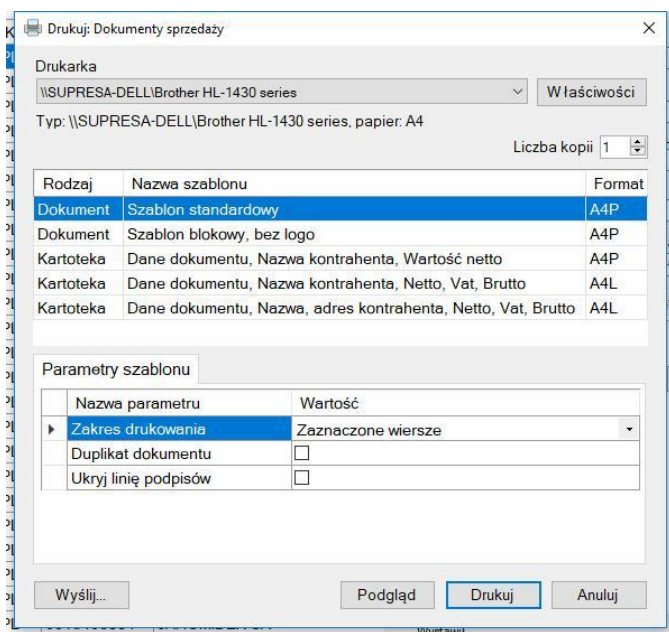 Drukuj: Dokumenty sprzedaży
Drukarka
\\SUPRESA-DELL\Brother HL-1430 series
Właściwości
Typ: \\SUPRESA-DELL\Brother HL-1430 series, papier: A4
Liczba kopii 1
Rodzaj Nazwa szablonu Format
Dokument Szablon standardowy A4P
Dokument Szablon blokowy, bez logo A4P
Kartoteka Dane dokumentu, Nazwa kontrahenta, Wartość netto A4P
Kartoteka Dane dokumentu, Nazwa kontrahenta, Netto, Vat, Brutto A4L
Kartoteka Dane dokumentu, Nazwa, adres kontrahenta, Netto, Vat, Brutto A4L
Parametry szablonu
Nazwa parametru Wartość
Zakres drukowania Zaznaczone wiersze
Duplikat dokumentu
Ukryj linię podpisów
Wyślij... Podgląd Drukuj Anuluj